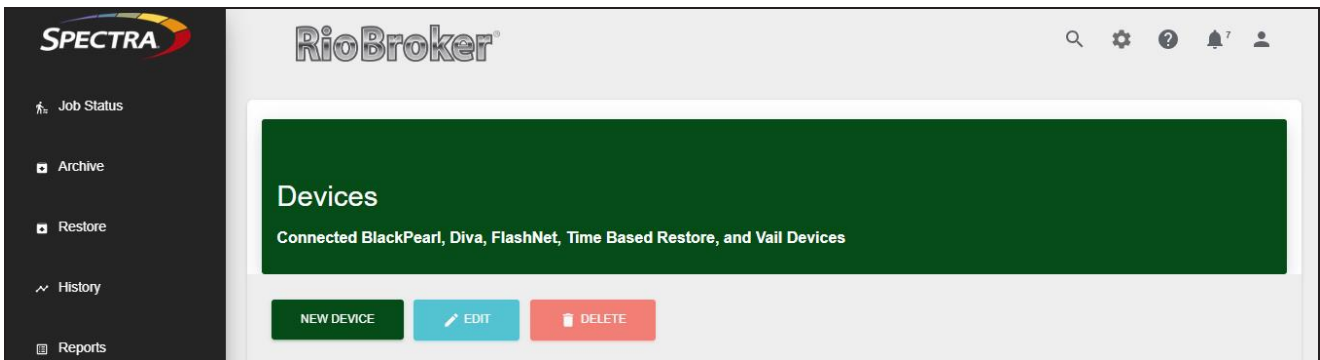 SPECTRA
RioBroker®
7
Job Status
Archive
Restore
History
Reports
Devices
Connected BlackPearl, Diva, FlashNet, Time Based Restore, and Vail Devices
NEW DEVICE
EDIT
DELETE